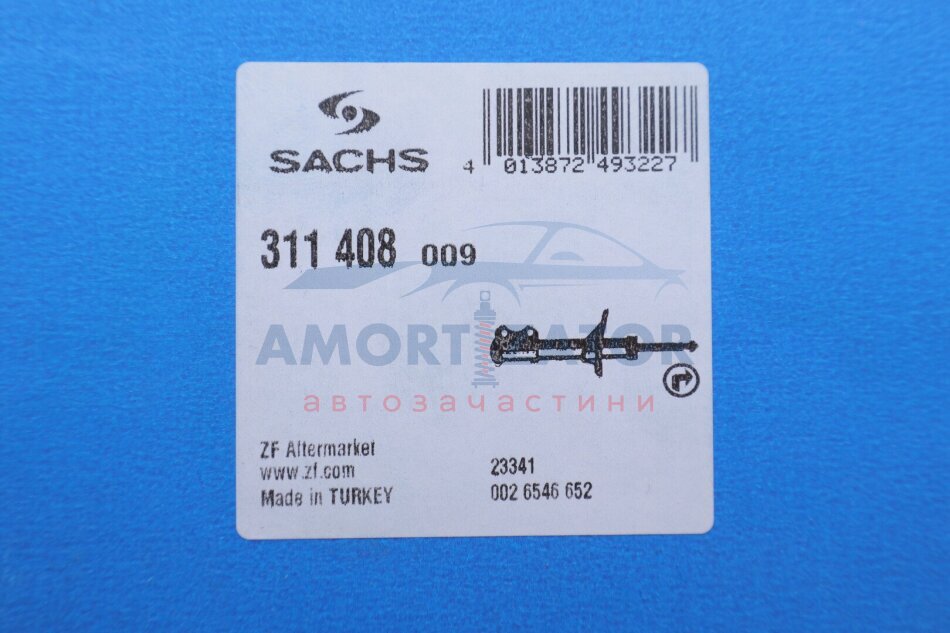 SACHS
4 013872 493227
311 408 009
AMORTIZATOR
автозачастини
ZF Aftermarket
www.zf.com
Made in TURKEY
23341
002 6546 652